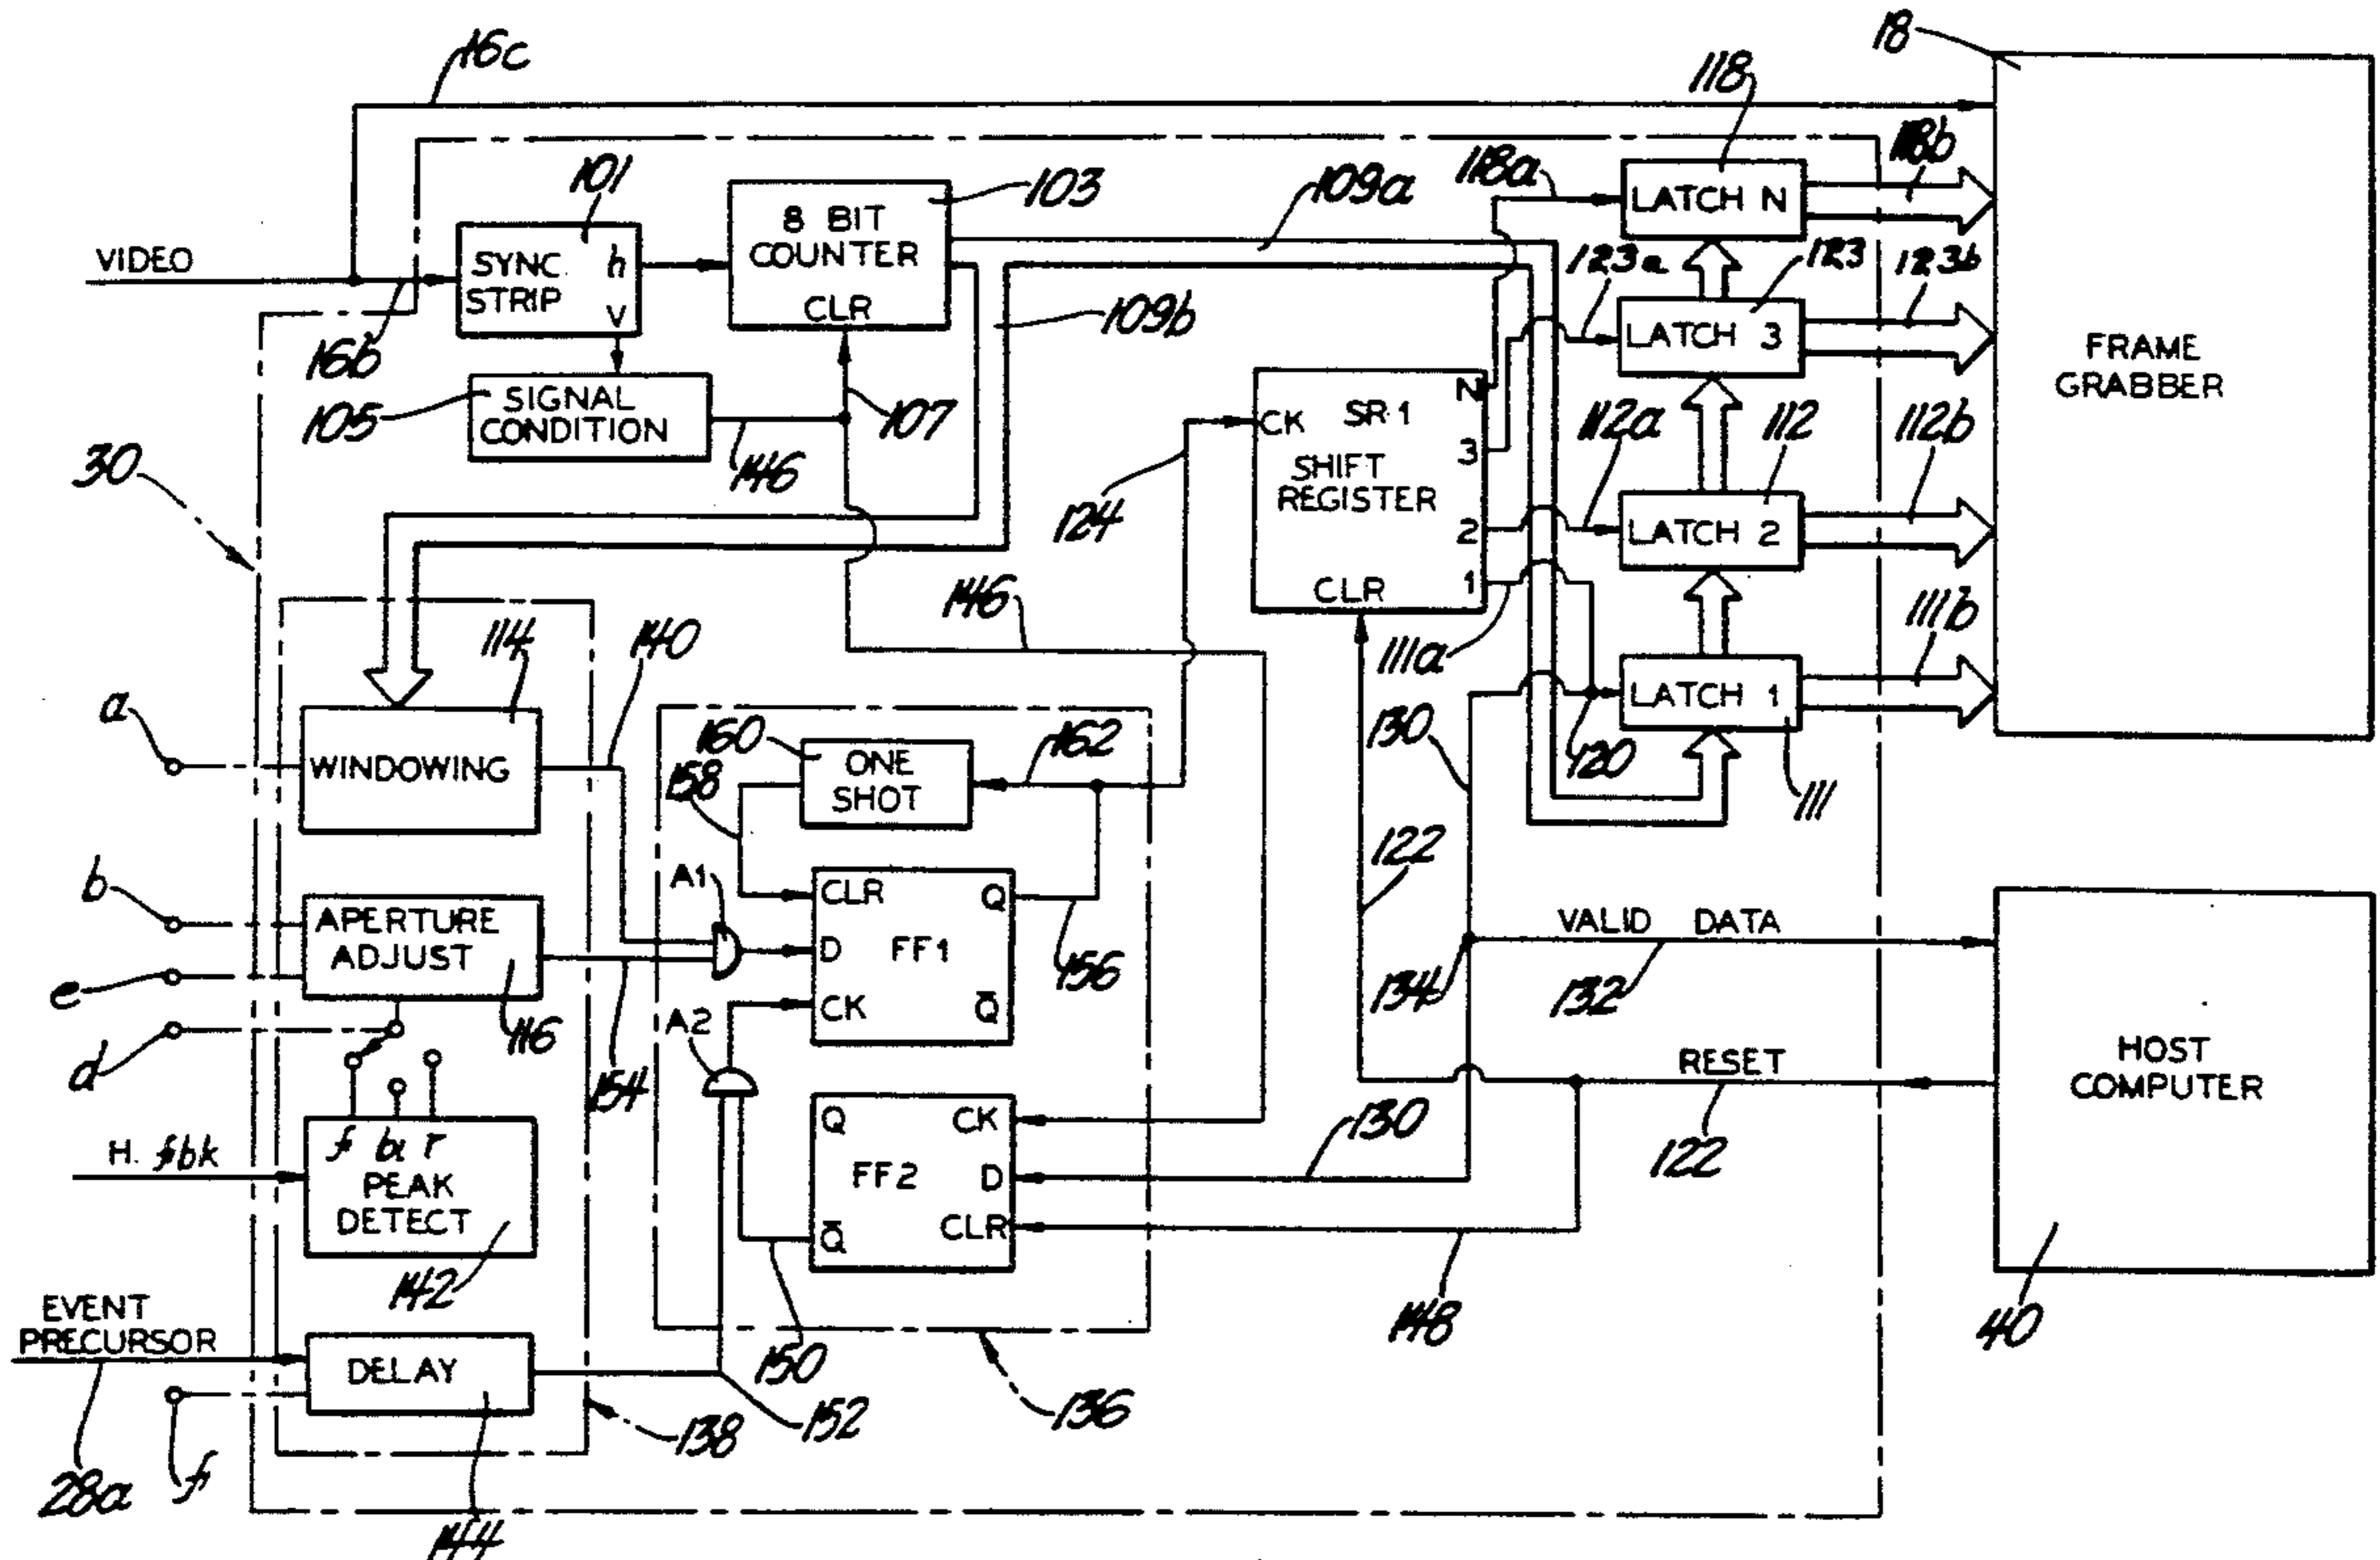 16c
118
18
101
103
109a
118a
LATCH N
118b
VIDEO
SYNC
STRIP
h
v
8 BIT
COUNTER
CLR
123a
123
123b
LATCH 3
FRAME
GRABBER
16b
109b
105
SIGNAL
CONDITION
107
146
30
124
CK
SR1
SHIFT
REGISTER
N
3
2
1
CLR
112a
112
112b
LATCH 2
146
111a
111b
114
140
LATCH 1
a
WINDOWING
160
ONE
SHOT
162
158
130
120
111
122
b
A1
APERTURE
ADJUST
CLR
Q
D
FF1
CK
Q̅
156
VALID DATA
134
132
e
A2
d
116
154
RESET
HOST
COMPUTER
H. fbk
f bi r
PEAK
DETECT
Q
CK
FF2
D
CLR
Q̅
130
122
142
148
40
EVENT
PRECURSOR
DELAY
150
152
136
138
28a
f
144